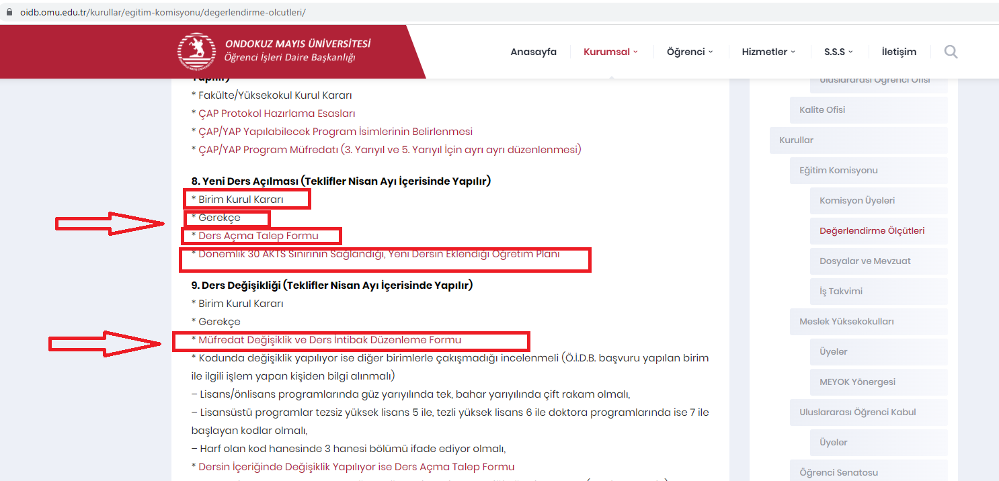 oidb.omu.edu.tr/kurullar/egitim-komisyonu/degerlendirme-olcutleri/
ONDOKUZ MAYIS ÜNİVERSİTESİ
Öğrenci İşleri Daire Başkanlığı
Anasayfa
Kurumsal
Öğrenci
Hizmetler
S.S.S
İletişim
Yapılır)
* Fakülte/Yüksekokul Kurul Kararı
* ÇAP Protokol Hazırlama Esasları
* ÇAP/YAP Yapılabilecek Program İsimlerinin Belirlenmesi
* ÇAP/YAP Program Müfredatı (3. Yarıyıl ve 5. Yarıyıl İçin ayrı ayrı düzenlenmesi)
8. Yeni Ders Açılması (Teklifler Nisan Ayı İçerisinde Yapılır)
* Birim Kurul Kararı
* Gerekçe
* Ders Açma Talep Formu
* Dönemlik 30 AKTS Sınırının Sağlandığı, Yeni Dersin Eklendiği Öğretim Planı
9. Ders Değişikliği (Teklifler Nisan Ayı İçerisinde Yapılır)
* Birim Kurul Kararı
* Gerekçe
* Müfredat Değişiklik ve Ders İntibak Düzenleme Formu
* Kodunda değişiklik yapılıyor ise diğer birimlerle çakışmadığı incelenmeli (Ö.İ.D.B. başvuru yapılan birim
ile ilgili işlem yapan kişiden bilgi alınmalı)
– Lisans/önlisans programlarında güz yarıyılında tek, bahar yarıyılında çift rakam olmalı,
– Lisansüstü programlar tezsiz yüksek lisans 5 ile, tezli yüksek lisans 6 ile doktora programlarında ise 7 ile
başlayan kodlar olmalı,
– Harf olan kod hanesinde 3 hanesi bölümü ifade ediyor olmalı,
* Dersin İçeriğinde Değişiklik Yapılıyor ise Ders Açma Talep Formu
Uluslararası Öğrenci Ofisi
Kalite Ofisi
Kurullar
Eğitim Komisyonu
Komisyon Üyeleri
Değerlendirme Ölçütleri
Dosyalar ve Mevzuat
İş Takvimi
Meslek Yüksekokulları
Üyeler
MEYOK Yönergesi
Uluslararası Öğrenci Kabul
Üyeler
Öğrenci Senatosu